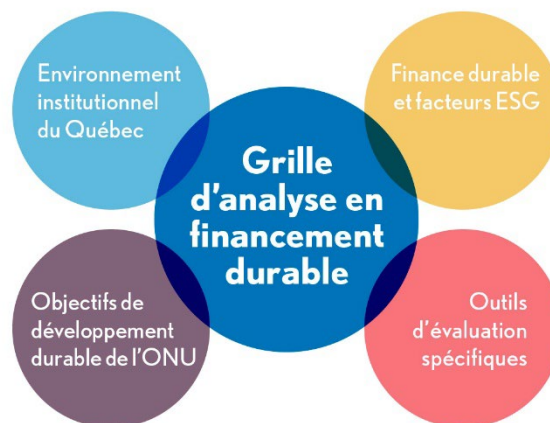 Environnement
institutionnel
du Québec
Finance durable
et facteurs ESG
Grille
d'analyse en
financement
durable
Objectifs de
développement
durable de l'ONU
Outils
d'évaluation
spécifiques